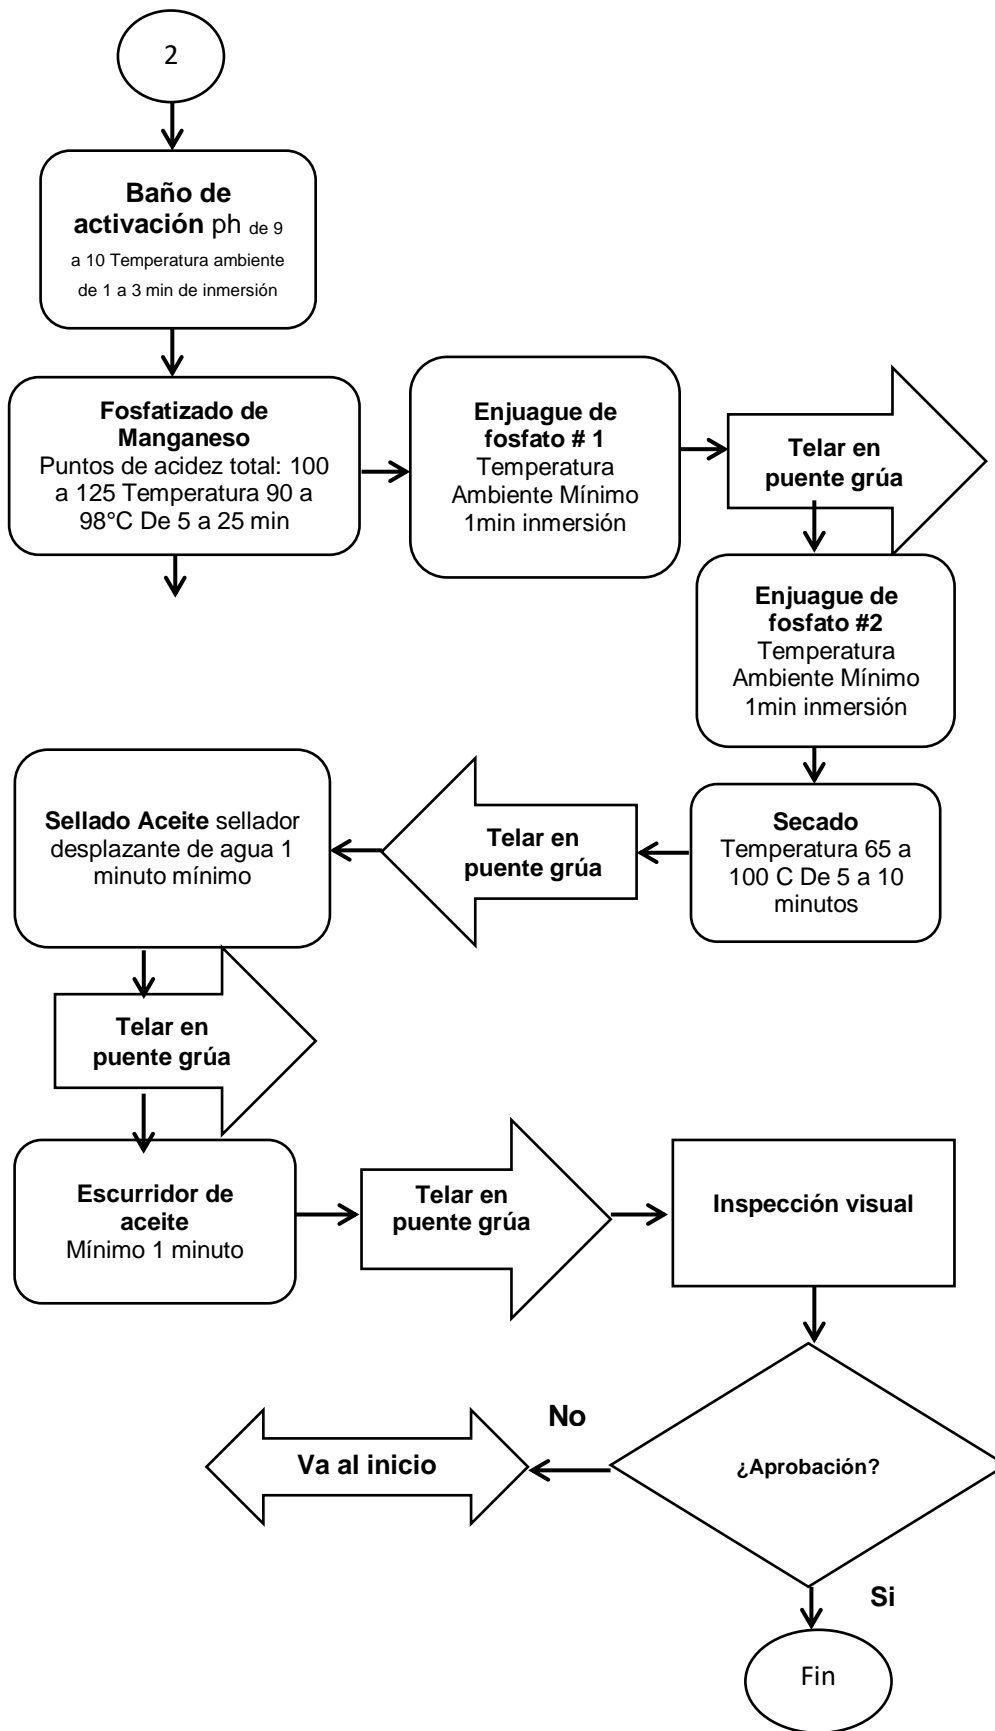 2
Baño de
activación ph de 9
a 10 Temperatura ambiente
de 1 a 3 min de inmersión
Fosfatizado de
Manganeso
Puntos de acidez total: 100
a 125 Temperatura 90 a
98°C De 5 a 25 min
Enjuague de
fosfato # 1
Temperatura
Ambiente Mínimo
1min inmersión
Telar en
puente grúa
Enjuague de
fosfato #2
Temperatura
Ambiente Mínimo
1min inmersión
Secado
Temperatura 65 a
100 C De 5 a 10
minutos
Telar en
puente grúa
Sellado Aceite sellador
desplazante de agua 1
minuto mínimo
Telar en
puente grúa
Escurridor de
aceite
Mínimo 1 minuto
Telar en
puente grúa
Inspección visual
¿Aprobación?
No
Va al inicio
Si
Fin